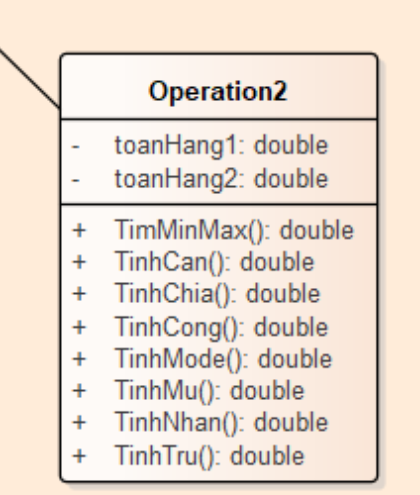 Operation2
- toanHang1: double
- toanHang2: double
+ TimMinMax(): double
+ TinhCan(): double
+ TinhChia(): double
+ TinhCong(): double
+ TinhMode(): double
+ TinhMu(): double
+ TinhNhan(): double
+ TinhTru(): double